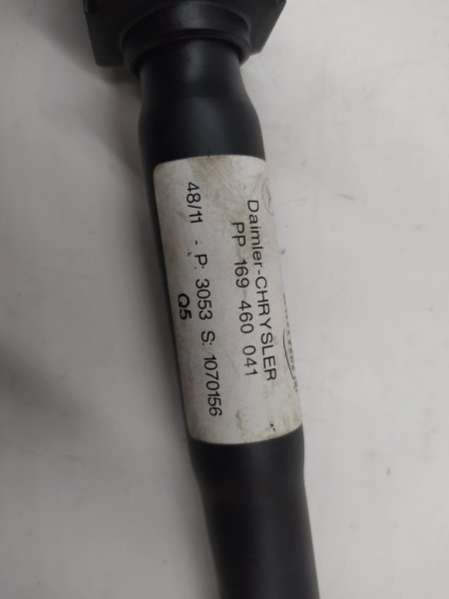 Daimler-CHRYSLER
PP 169 460 041
48/11 - P: 3053 S: 1070156
Q5